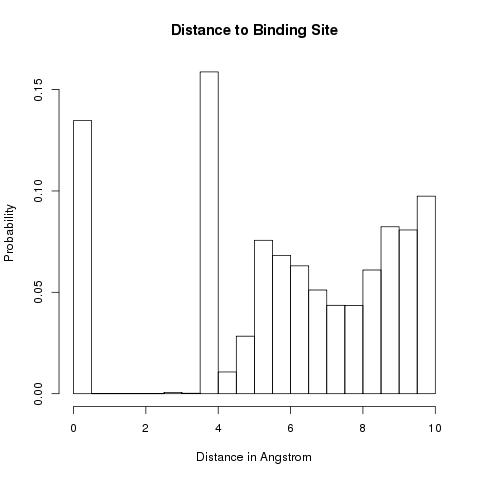 Distance to Binding Site
Probability
0.15
0.10
0.05
0.00
0 2 4 6 8 10
Distance in Angstrom